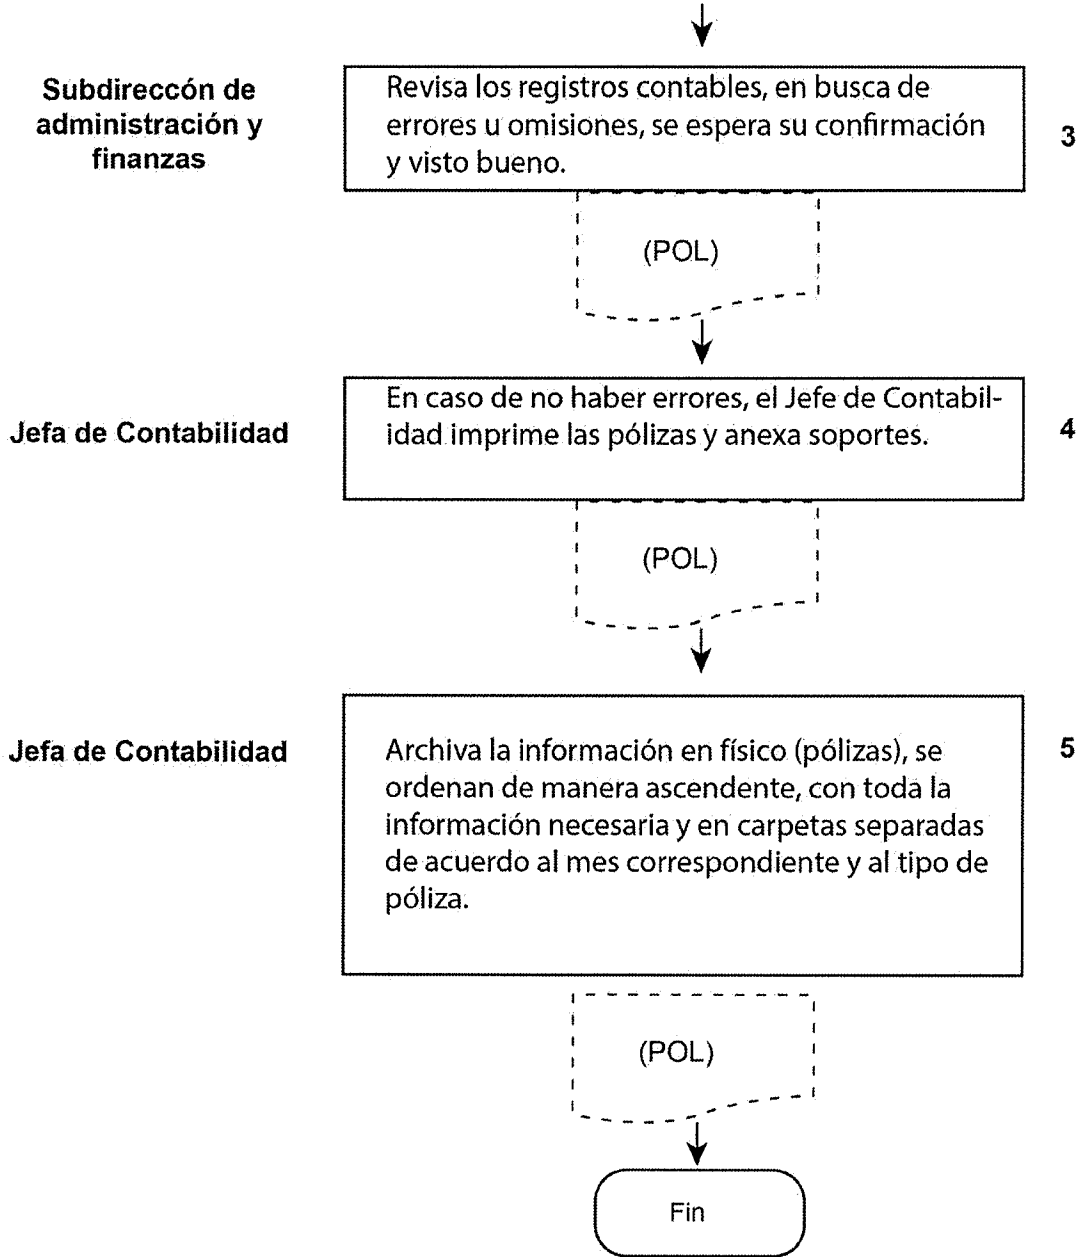 Subdireccón de
administración y
finanzas
Revisa los registros contables, en busca de
errores u omisiones, se espera su confirmación
y visto bueno.
3
(POL)
Jefa de Contabilidad
En caso de no haber errores, el Jefe de Contabil-
idad imprime las pólizas y anexa soportes.
4
(POL)
Jefa de Contabilidad
Archiva la información en físico (pólizas), se
ordenan de manera ascendente, con toda la
información necesaria y en carpetas separadas
de acuerdo al mes correspondiente y al tipo de
póliza.
5
(POL)
Fin